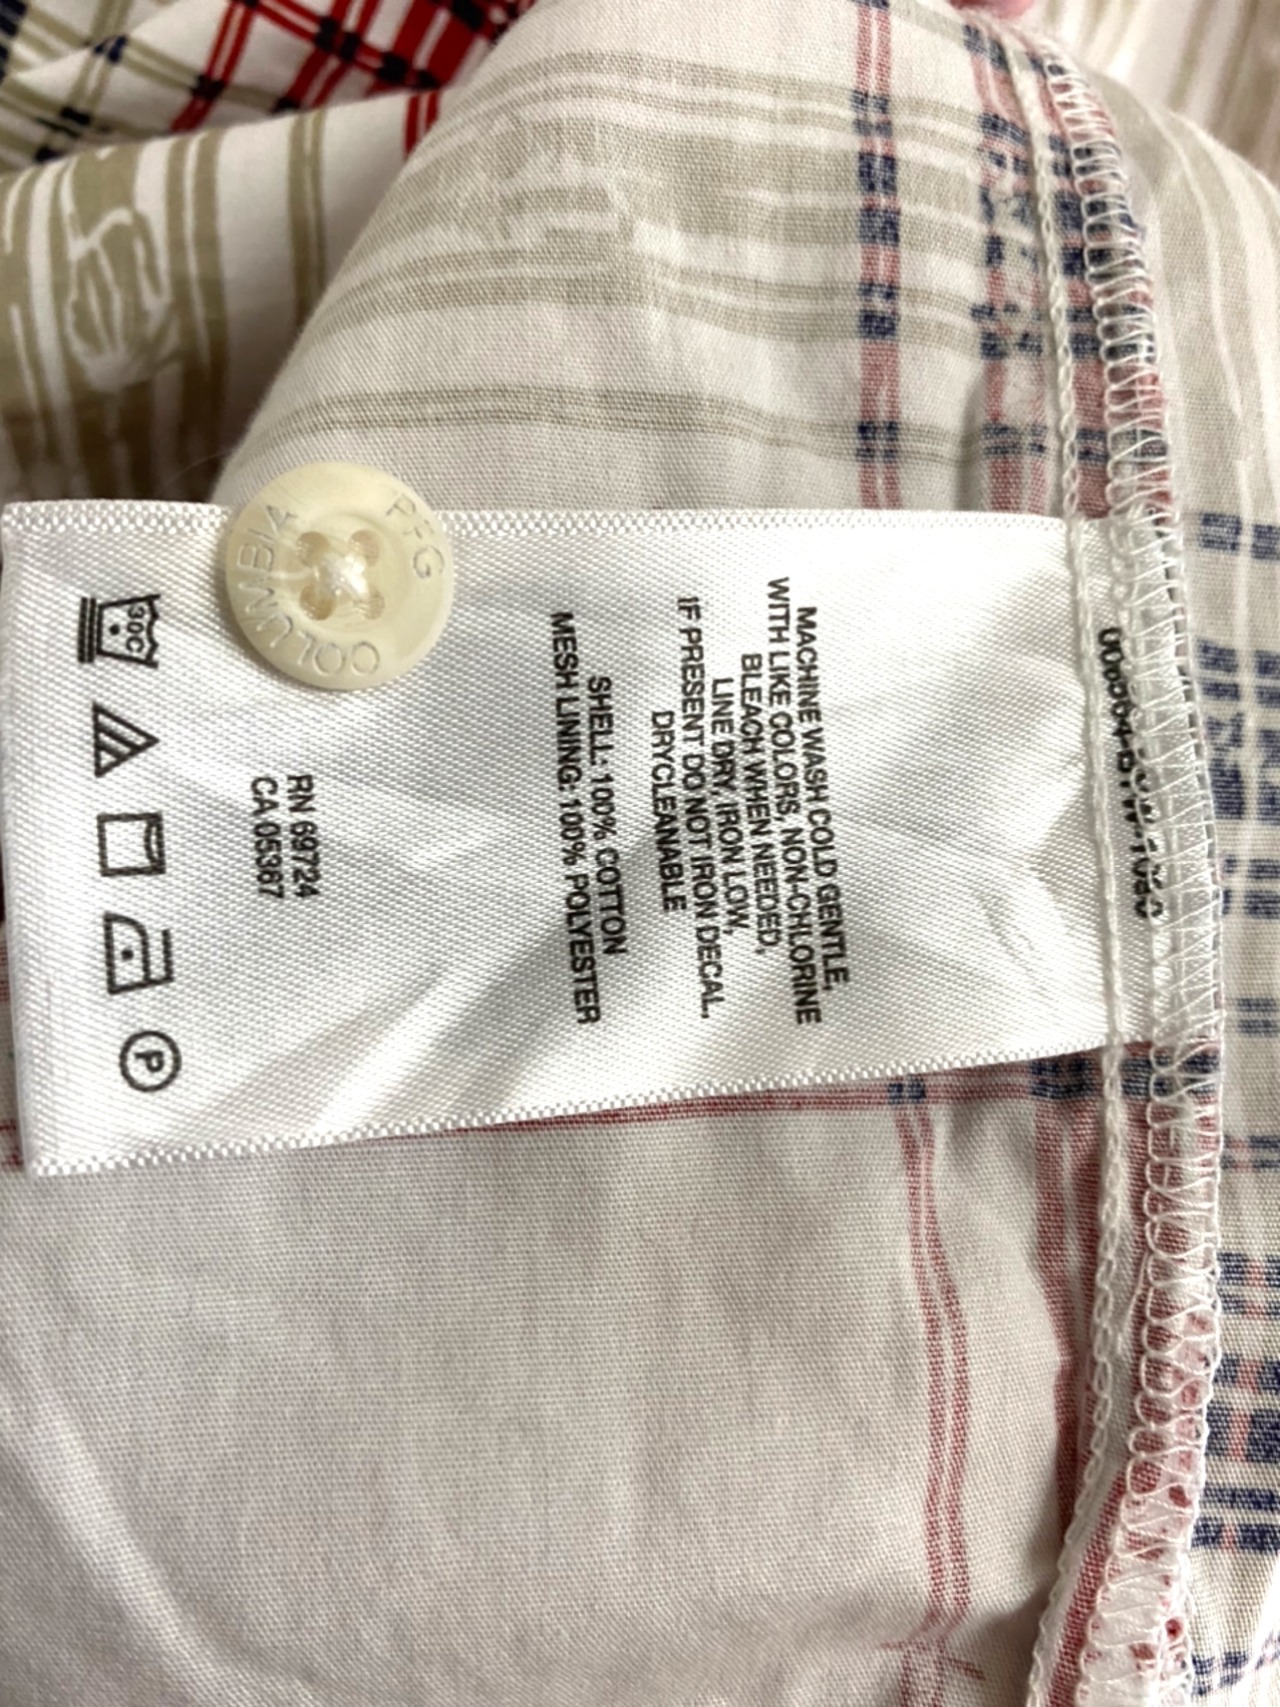 MACHINE WASH COLD GENTLE,
WITH LIKE COLORS, NON-CHLORINE
BLEACH WHEN NEEDED,
LINE DRY, IRON LOW,
IF PRESENT DO NOT IRON DECAL,
DRYCLEANABLE
SHELL: 100% COTTON
MESH LINING: 100% POLYESTER
RN 69724
CA 05367
COLUMBIA
PFG
30C
P